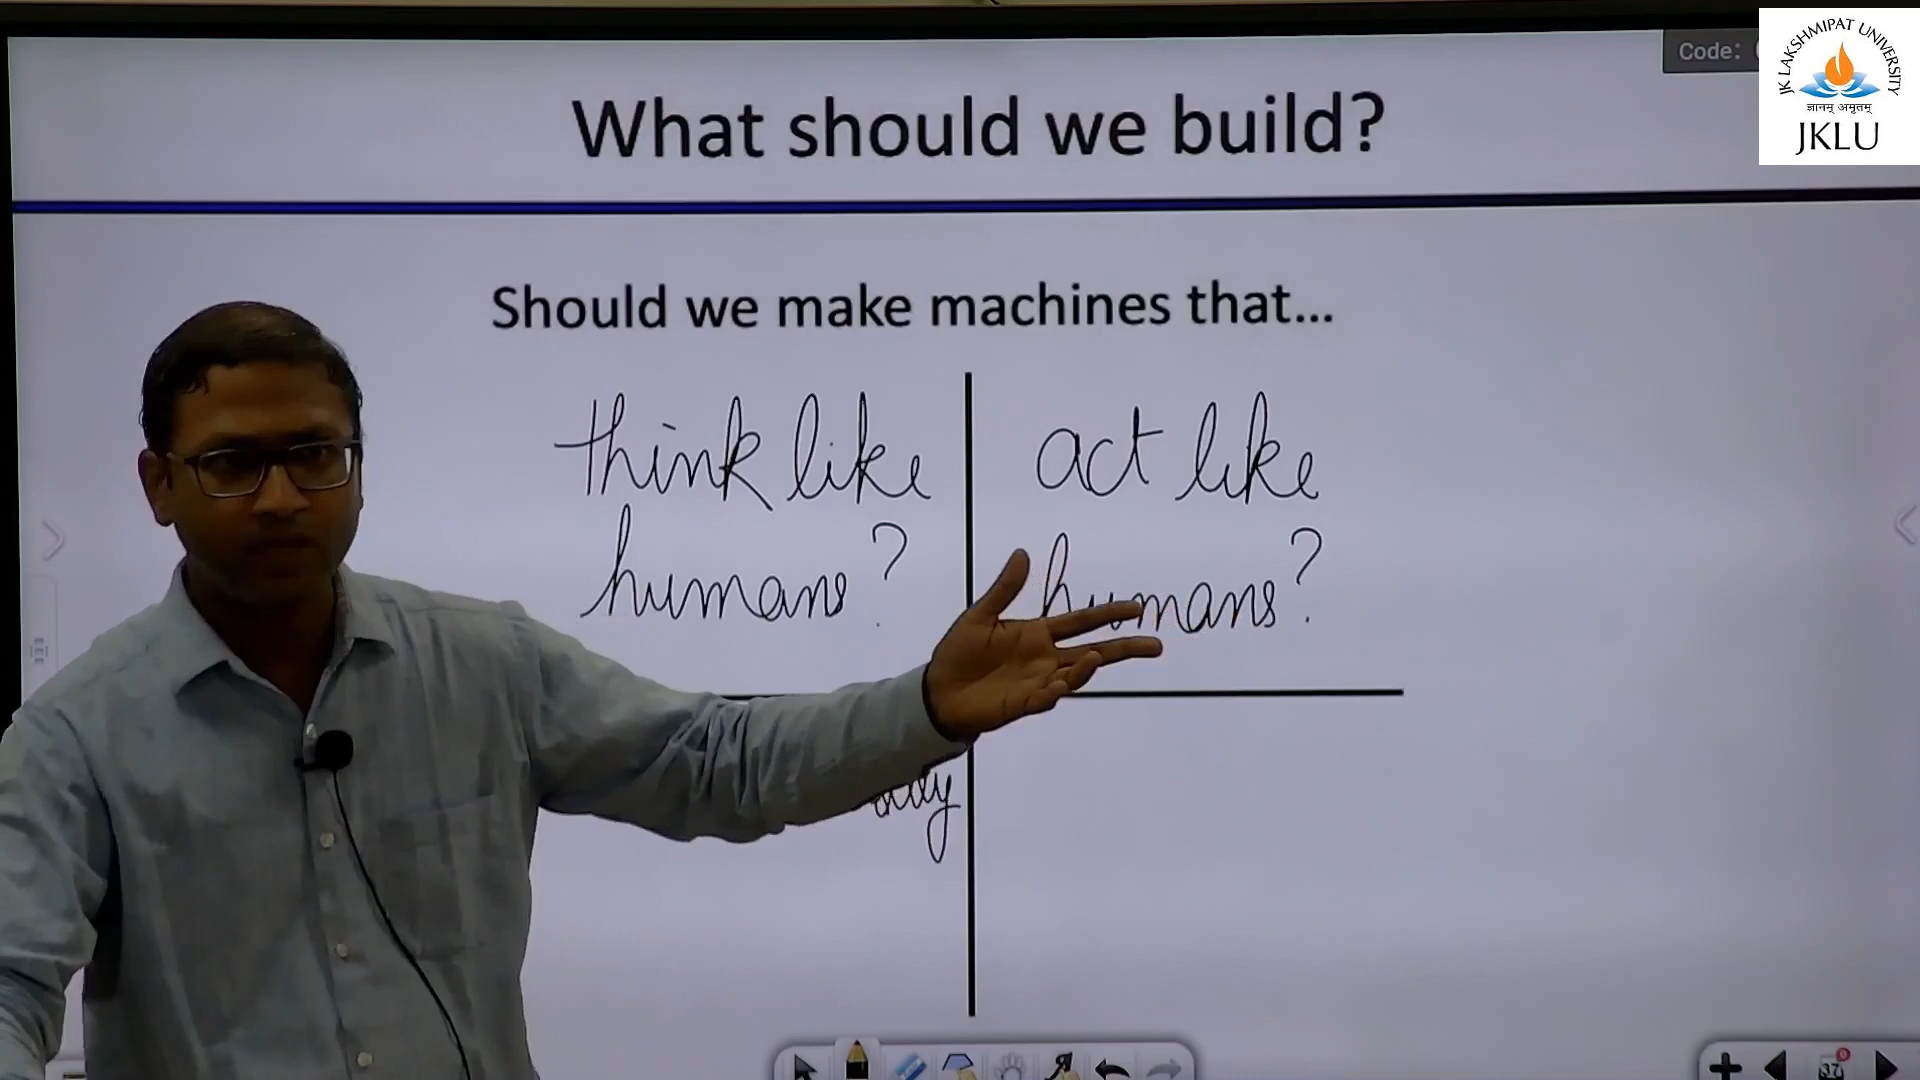 Code:
JK LAKSHMIPAT UNIVERSITY
ज्ञानम् अमृतम्
JKLU
What should we build?
Should we make machines that...
think like
humans?
act like
humans?
37